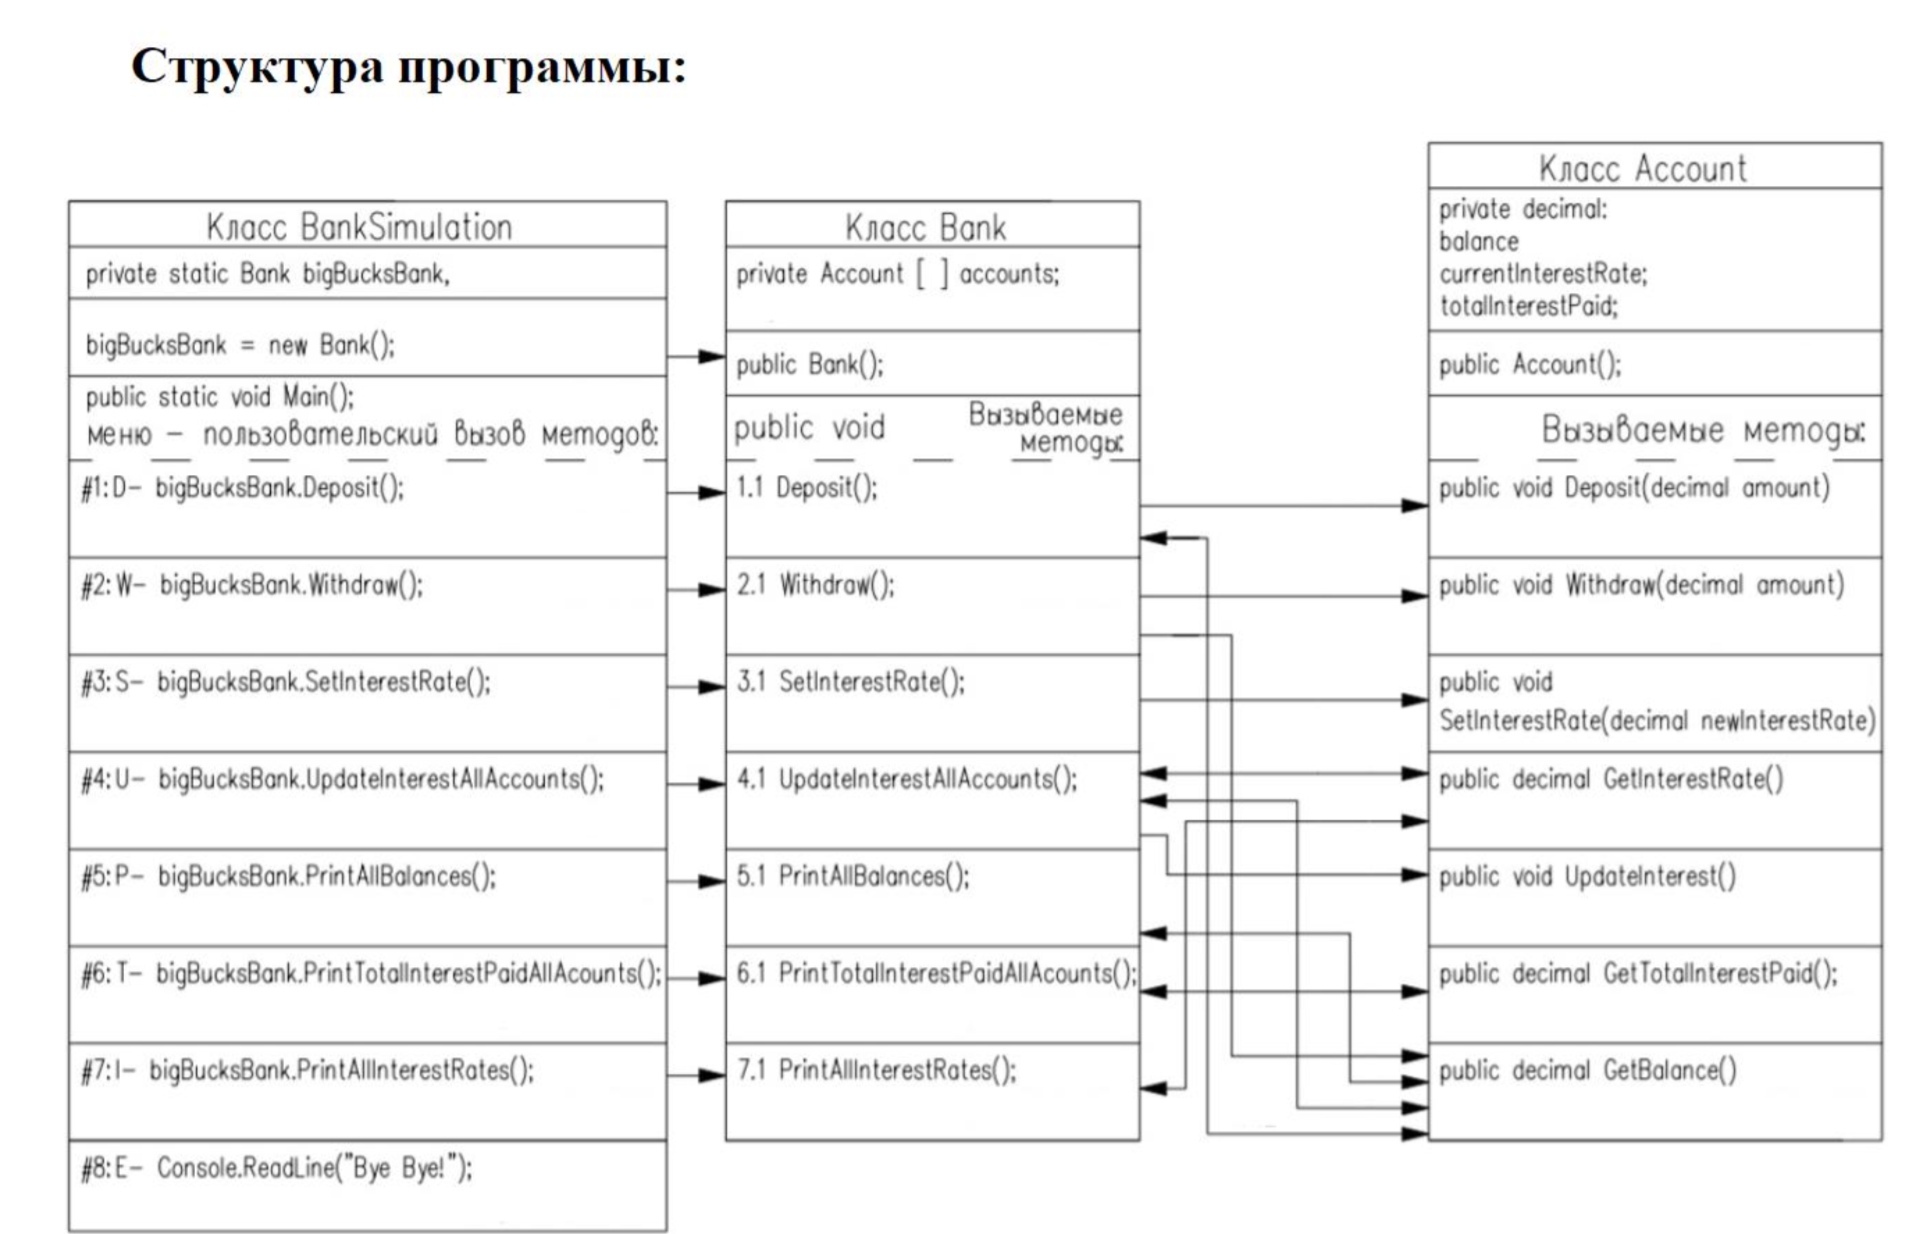 Структура программы:
Класс BankSimulation
private static Bank bigBucksBank,
bigBucksBank = new Bank();
public static void Main();
меню – пользовательский вызов методов:
#1: D– bigBucksBank.Deposit();
#2: W– bigBucksBank.Withdraw();
#3: S– bigBucksBank.SetInterestRate();
#4: U– bigBucksBank.UpdateInterestAllAccounts();
#5: P– bigBucksBank.PrintAllBalances();
#6: T– bigBucksBank.PrintTotalInterestPaidAllAcounts();
#7: I– bigBucksBank.PrintAllInterestRates();
#8: E– Console.ReadLine("Bye Bye!");
Класс Bank
private Account [ ] accounts;
public Bank();
public void
Вызываемые
методы:
1.1 Deposit();
2.1 Withdraw();
3.1 SetInterestRate();
4.1 UpdateInterestAllAccounts();
5.1 PrintAllBalances();
6.1 PrintTotalInterestPaidAllAcounts();
7.1 PrintAllInterestRates();
Класс Account
private decimal:
balance
currentInterestRate;
totalInterestPaid;
public Account();
Вызываемые методы:
public void Deposit(decimal amount)
public void Withdraw(decimal amount)
public void
SetInterestRate(decimal newInterestRate)
public decimal GetInterestRate()
public void UpdateInterest()
public decimal GetTotalInterestPaid();
public decimal GetBalance()